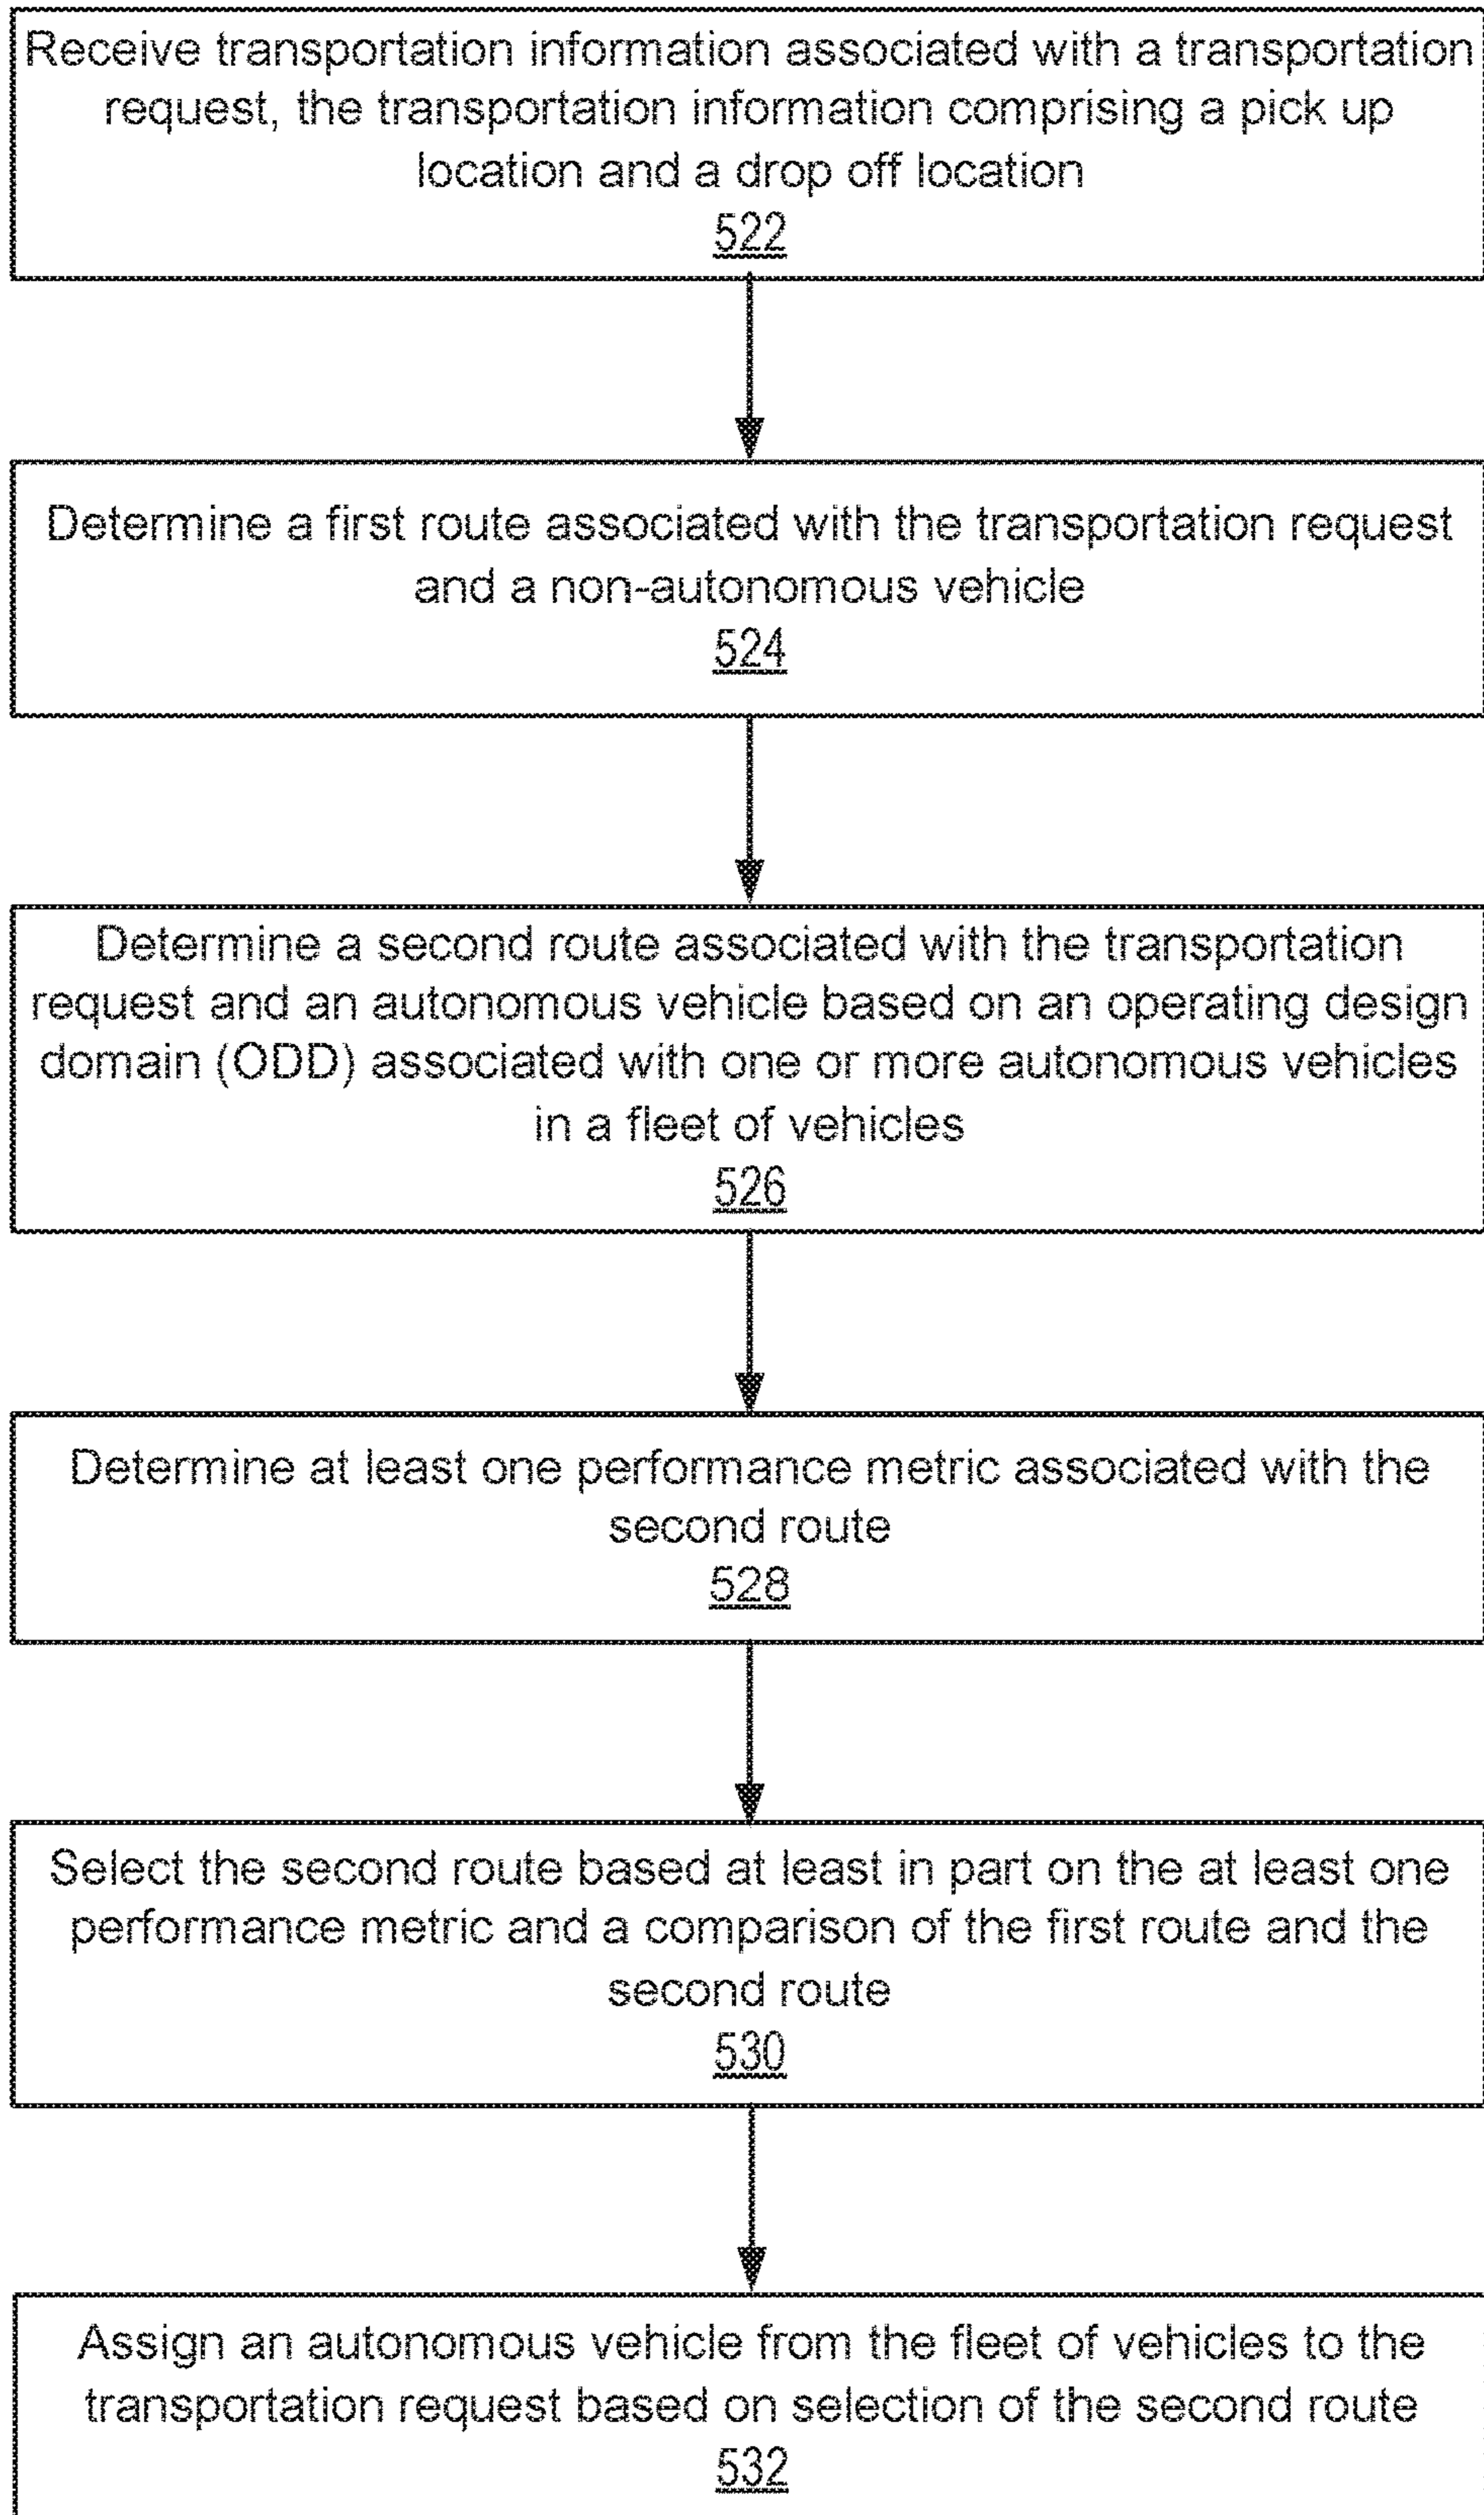 Receive transportation information associated with a transportation
request, the transportation information comprising a pick up
location and a drop off location
522
Determine a first route associated with the transportation request
and a non-autonomous vehicle
524
Determine a second route associated with the transportation
request and an autonomous vehicle based on an operating design
domain (ODD) associated with one or more autonomous vehicles
in a fleet of vehicles
526
Determine at least one performance metric associated with the
second route
528
Select the second route based at least in part on the at least one
performance metric and a comparison of the first route and the
second route
530
Assign an autonomous vehicle from the fleet of vehicles to the
transportation request based on selection of the second route
532